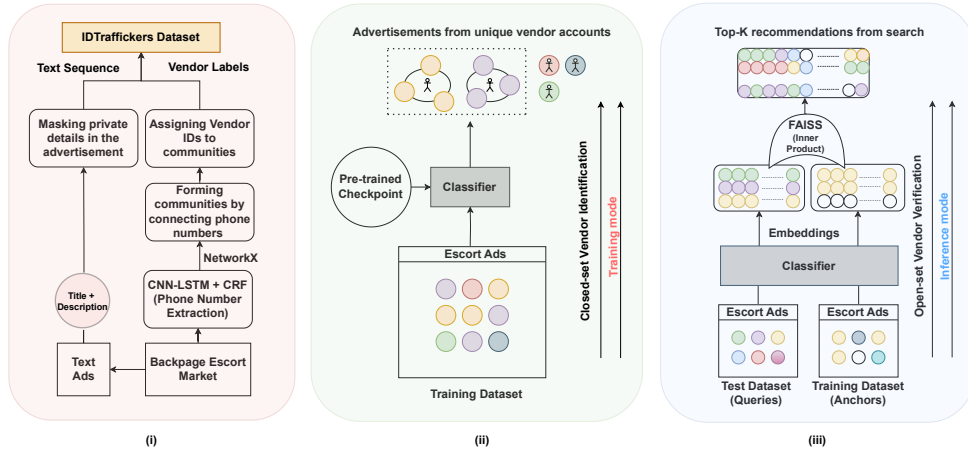 IDTraffickers Dataset
Text Sequence
Vendor Labels
Masking private
details in the
advertisement
Assigning Vendor
IDs to
communities
Forming
communities by
connecting phone
numbers
NetworkX
CNN-LSTM + CRF
(Phone Number
Extraction)
Title +
Description
Text
Ads
Backpage Escort
Market
(i)
Advertisements from unique vendor accounts
Pre-trained
Checkpoint
Classifier
Escort Ads
Training Dataset
Closed-set Vendor Identification
Training mode
(ii)
Top-K recommendations from search
FAISS
(Inner
Product)
Embeddings
Classifier
Escort Ads
Escort Ads
Test Dataset
(Queries)
Training Dataset
(Anchors)
Open-set Vendor Verification
Inference mode
(iii)